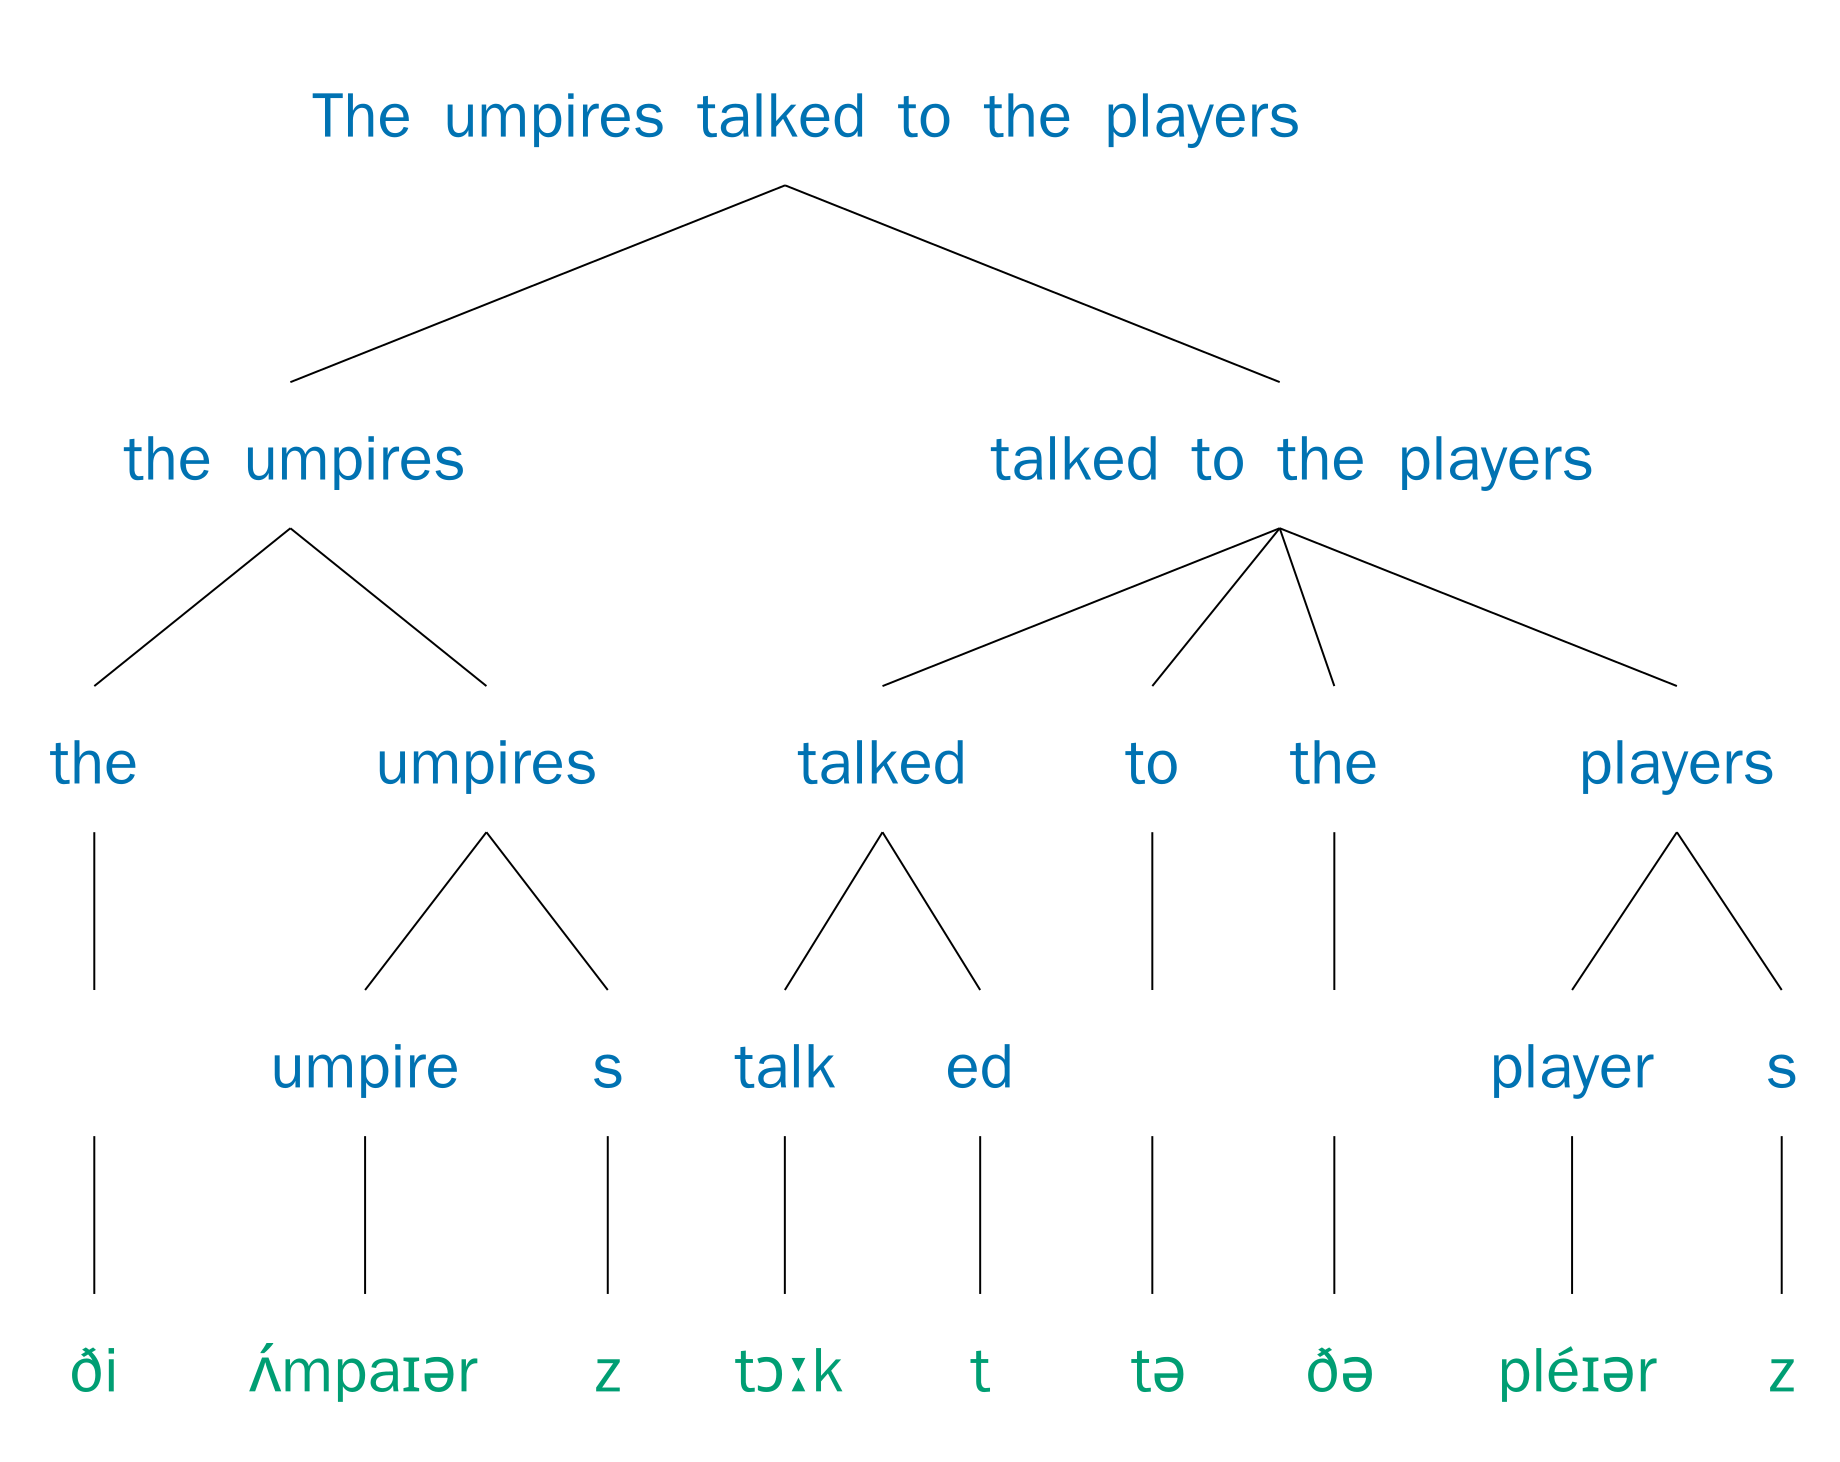 The umpires talked to the players
the umpires talked to the players
the umpires talked to the players
umpire s talk ed player s
ði ʌ́mpaɪər z tɔːk t tə ðə pléɪər z